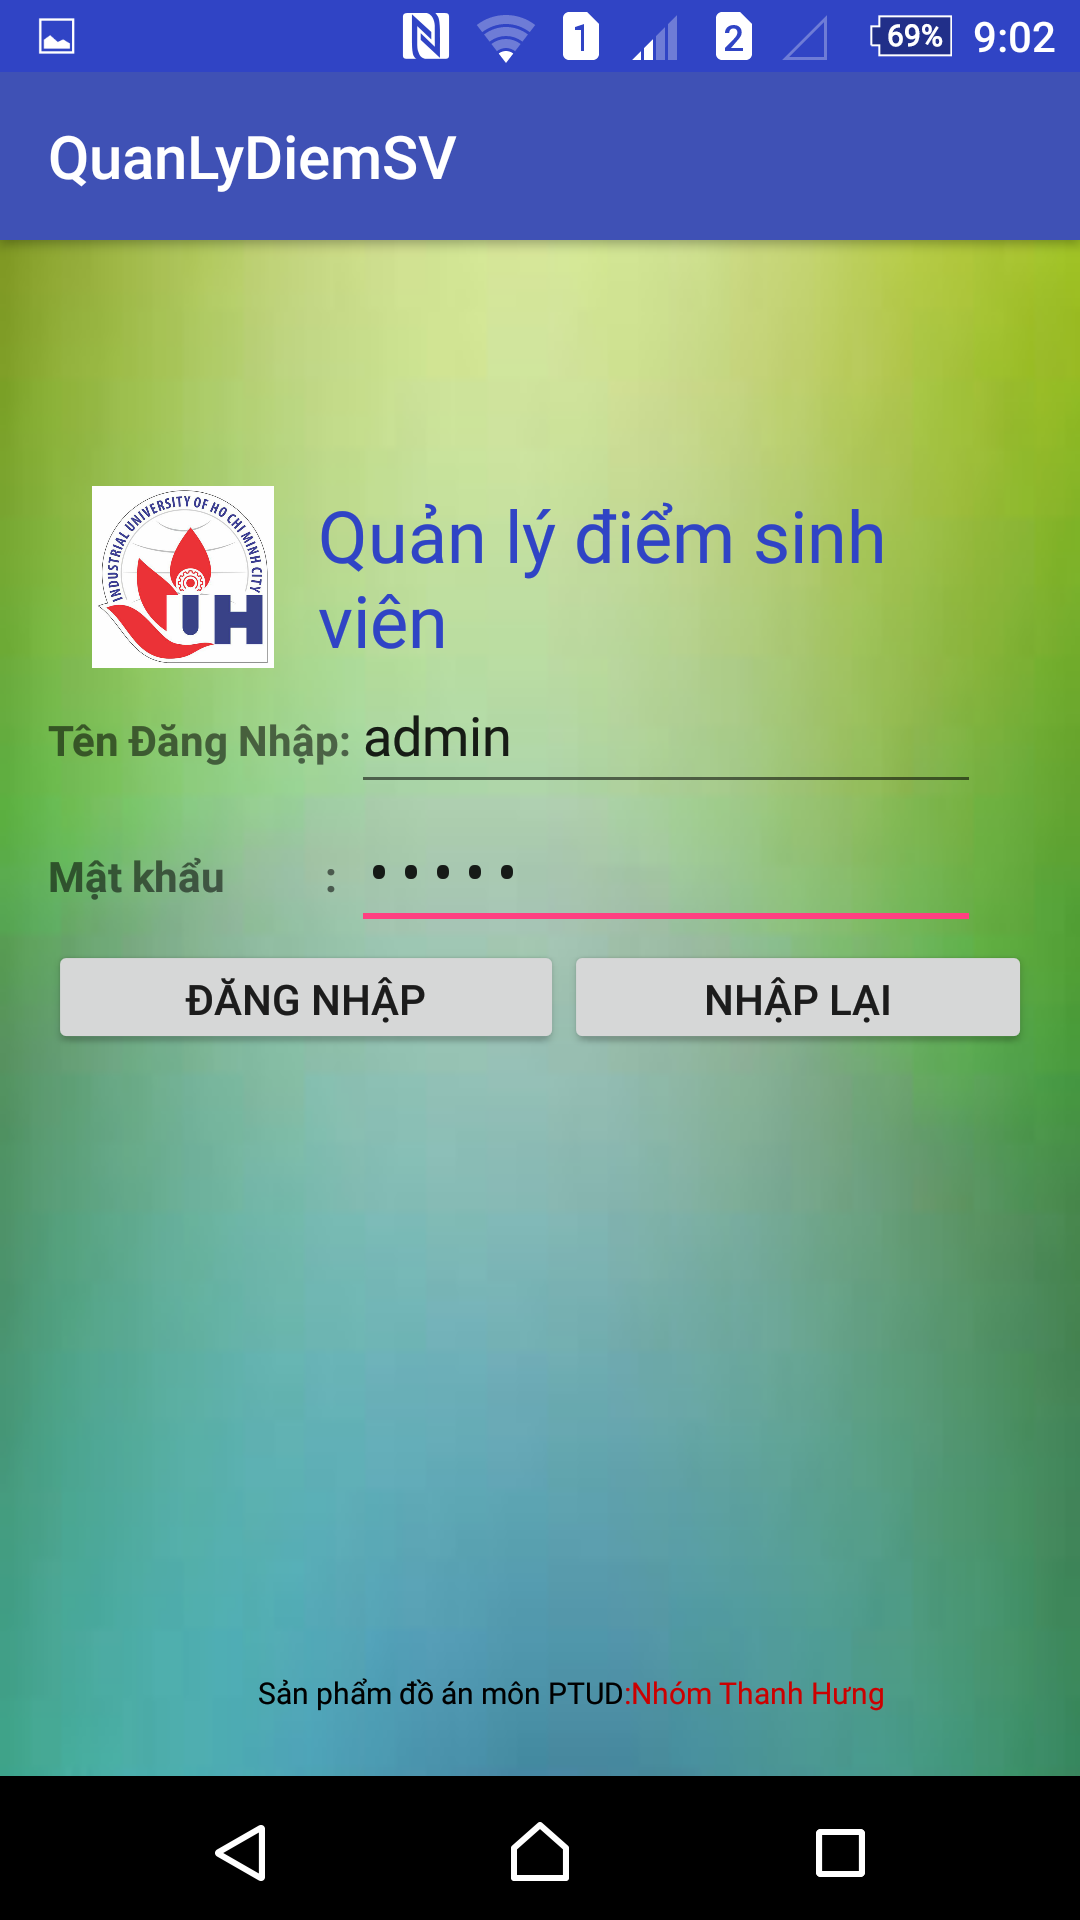 1 2 69% 9:02
QuanLyDiemSV
INDUSTRIAL UNIVERSITY OF HO CHI MINH CITY
IUH
Quản lý điểm sinh
viên
Tên Đăng Nhập: admin
Mật khẩu : •••••
ĐĂNG NHẬP NHẬP LẠI
Sản phẩm đồ án môn PTUD:Nhóm Thanh Hưng